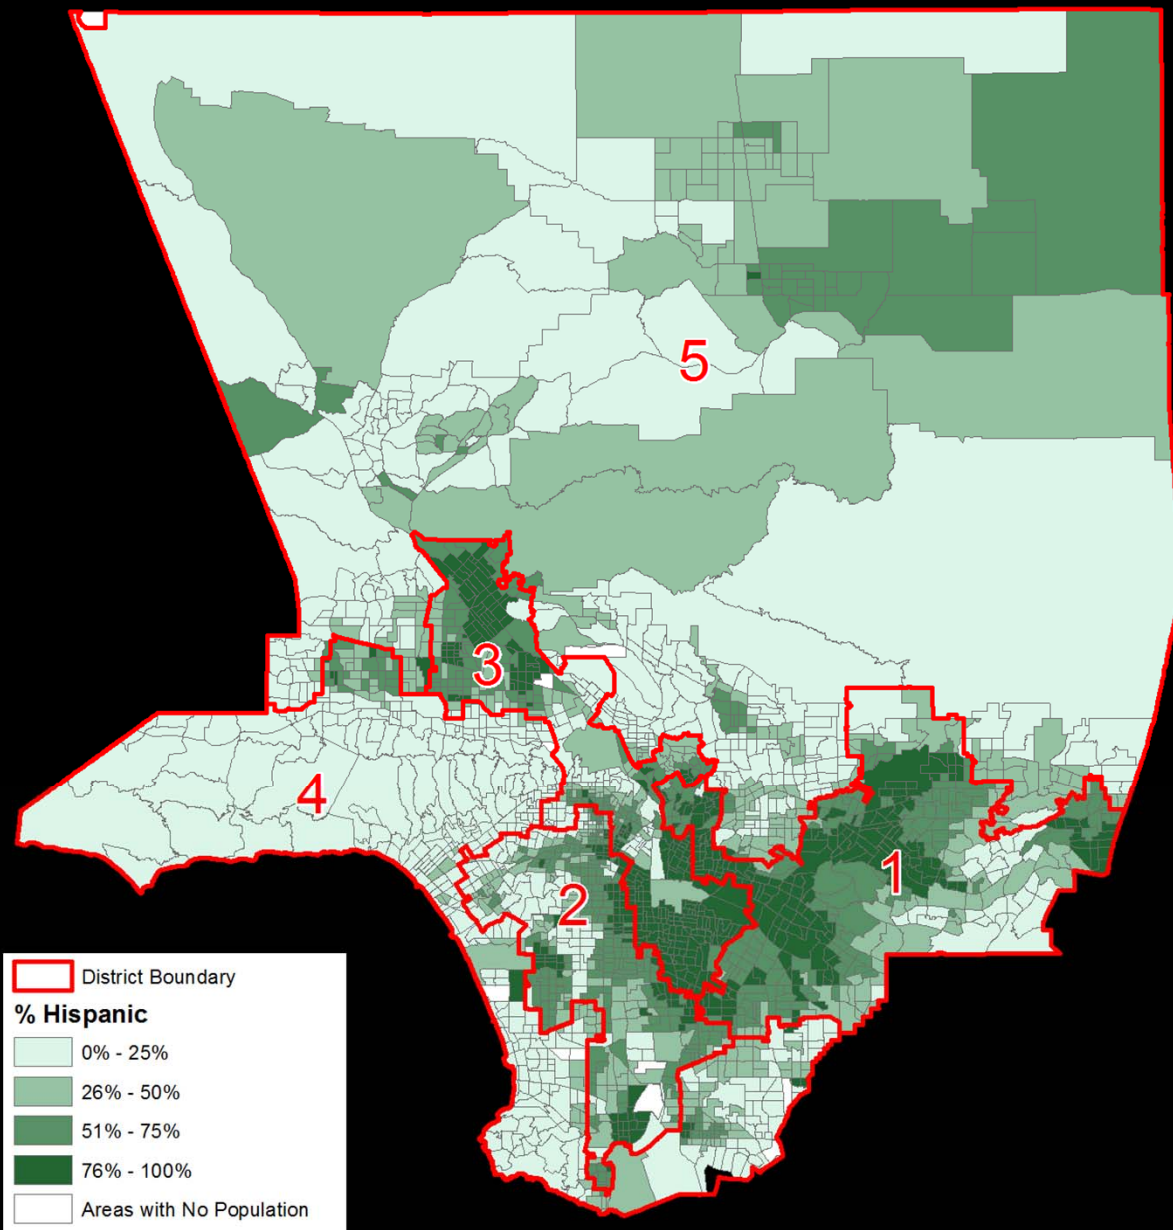 5
3
4
1
2
District Boundary
% Hispanic
0% - 25%
26% - 50%
51% - 75%
76% - 100%
Areas with No Population